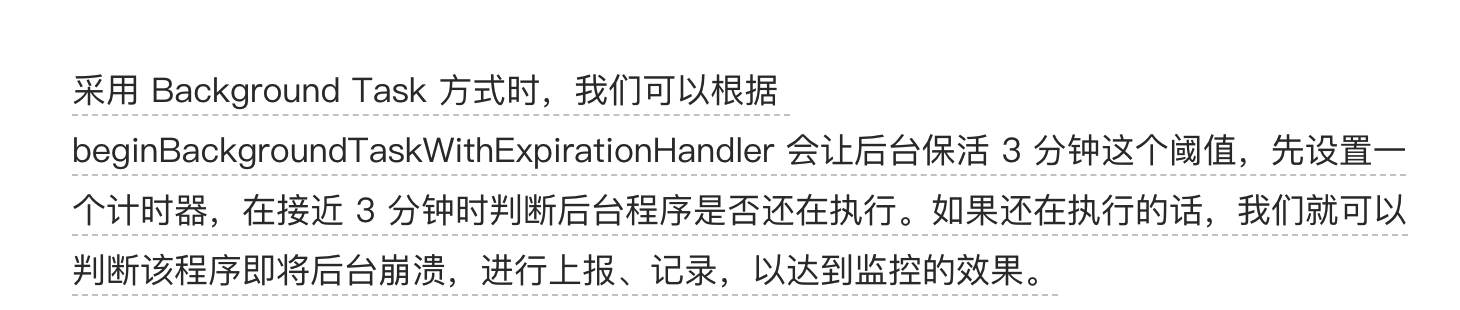 采用 Background Task 方式时，我们可以根据
beginBackgroundTaskWithExpirationHandler 会让后台保活 3 分钟这个阈值，先设置一
个计时器，在接近 3 分钟时判断后台程序是否还在执行。如果还在执行的话，我们就可以
判断该程序即将后台崩溃，进行上报、记录，以达到监控的效果。